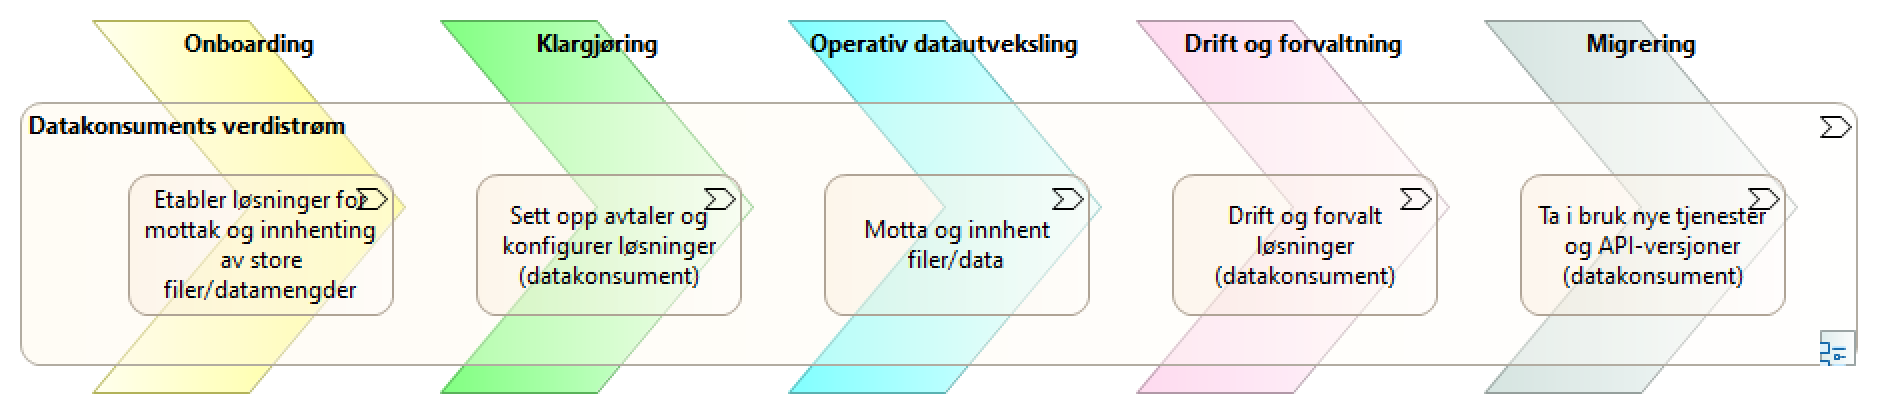 Onboarding
Klargjøring
Operativ datautveksling
Drift og forvaltning
Migrering
Datakonsuments verdistrøm
Etabler løsninger for
mottak og innhenting
av store
filer/datamengder
Sett opp avtaler og
konfigurer løsninger
(datakonsument)
Motta og innhent
filer/data
Drift og forvalt
løsninger
(datakonsument)
Ta i bruk nye tjenester
og API-versjoner
(datakonsument)